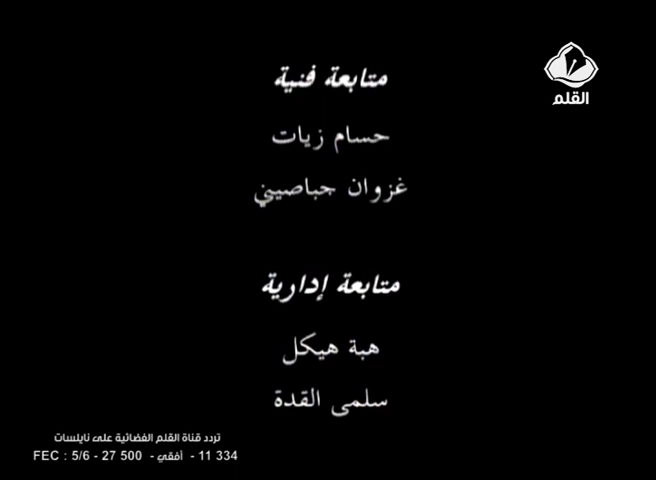 متابعة فنية
القلم
حسام زيات
غزوان جباصيني
متابعة إدارية
هبة هيكل
سلمى القدة
تردد قناة القلم الفضائية على نايلسات
11 334 - أفقي - 27 500 - FEC : 5/6